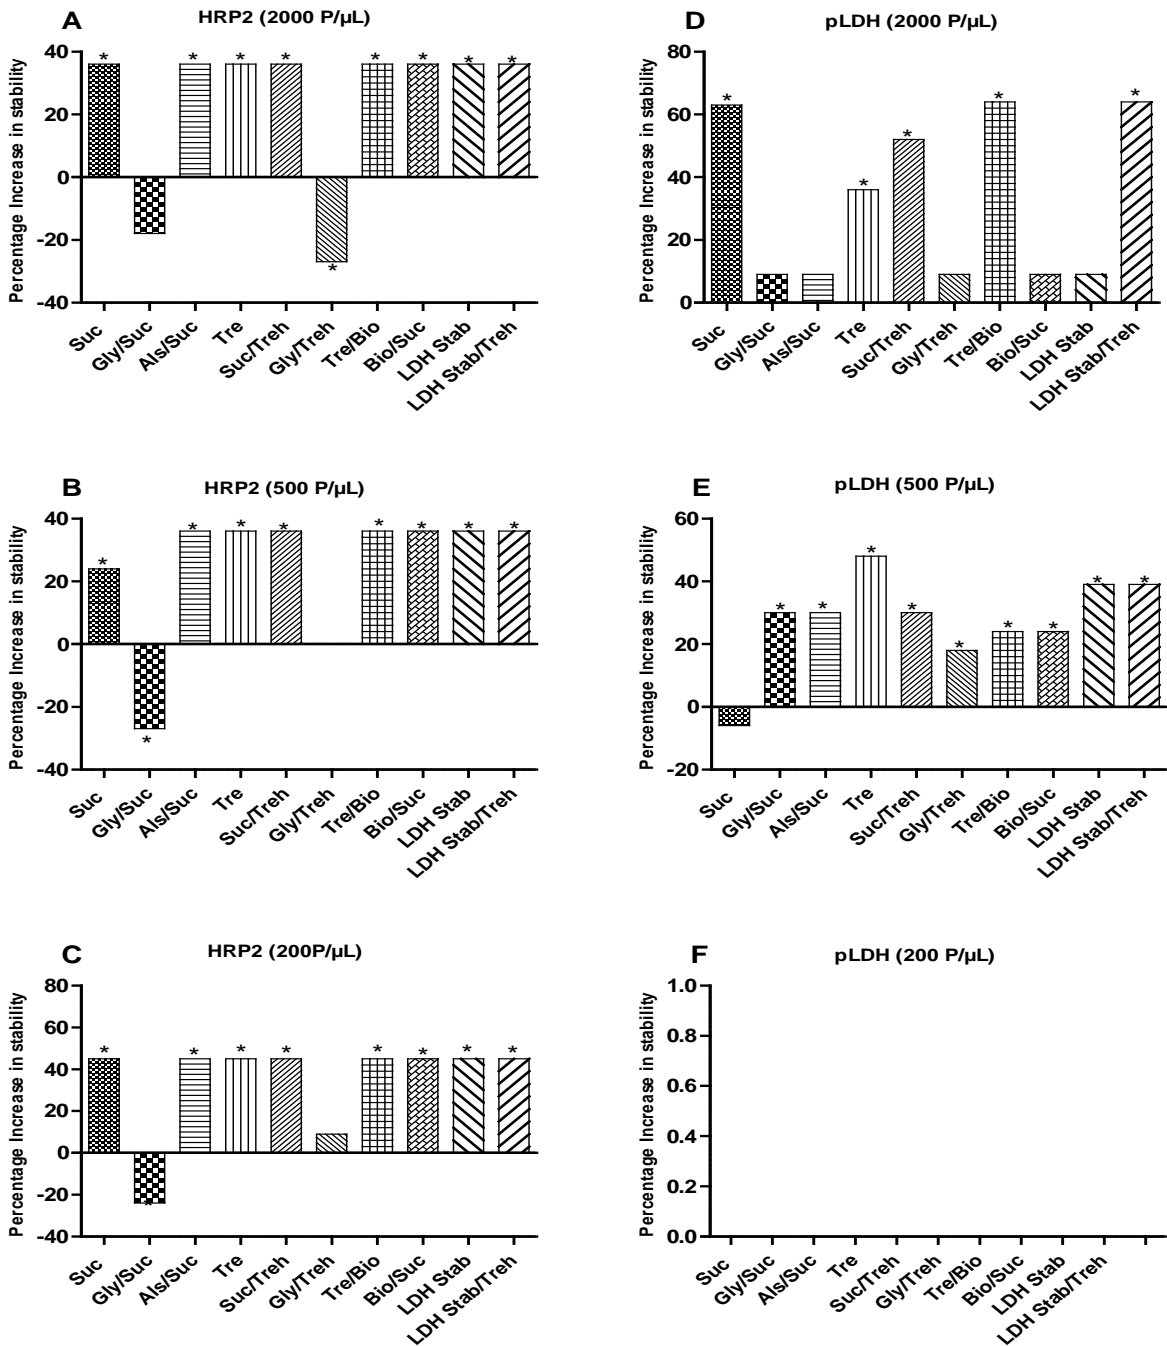 A
HRP2 (2000 P/µL)
Percentage Increase in stability
40
20
0
-20
-40
* * * * * * * * *
Suc
Gly/Suc
Als/Suc
Tre
Suc/Treh
Gly/Treh
Tre/Bio
Bio/Suc
LDH Stab
LDH Stab/Treh
D
pLDH (2000 P/µL)
Percentage Increase in stability
80
60
40
20
0
* * * * *
Suc
Gly/Suc
Als/Suc
Tre
Suc/Treh
Gly/Treh
Tre/Bio
Bio/Suc
LDH Stab
LDH Stab/Treh
B
HRP2 (500 P/µL)
Percentage Increase in stability
40
20
0
-20
-40
* * * * * * * * *
Suc
Gly/Suc
Als/Suc
Tre
Suc/Treh
Gly/Treh
Tre/Bio
Bio/Suc
LDH Stab
LDH Stab/Treh
E
pLDH (500 P/µL)
Percentage Increase in stability
60
40
20
0
-20
* * * * * * * * *
Suc
Gly/Suc
Als/Suc
Tre
Suc/Treh
Gly/Treh
Tre/Bio
Bio/Suc
LDH Stab
LDH Stab/Treh
C
HRP2 (200P/µL)
Percentage Increase in stability
80
60
40
20
0
-20
-40
* * * * * * * * *
Suc
Gly/Suc
Als/Suc
Tre
Suc/Treh
Gly/Treh
Tre/Bio
Bio/Suc
LDH Stab
LDH Stab/Treh
F
pLDH (200 P/µL)
Percentage Increase in stability
1.0
0.8
0.6
0.4
0.2
0.0
Suc
Gly/Suc
Als/Suc
Tre
Suc/Treh
Gly/Treh
Tre/Bio
Bio/Suc
LDH Stab
LDH Stab/Treh